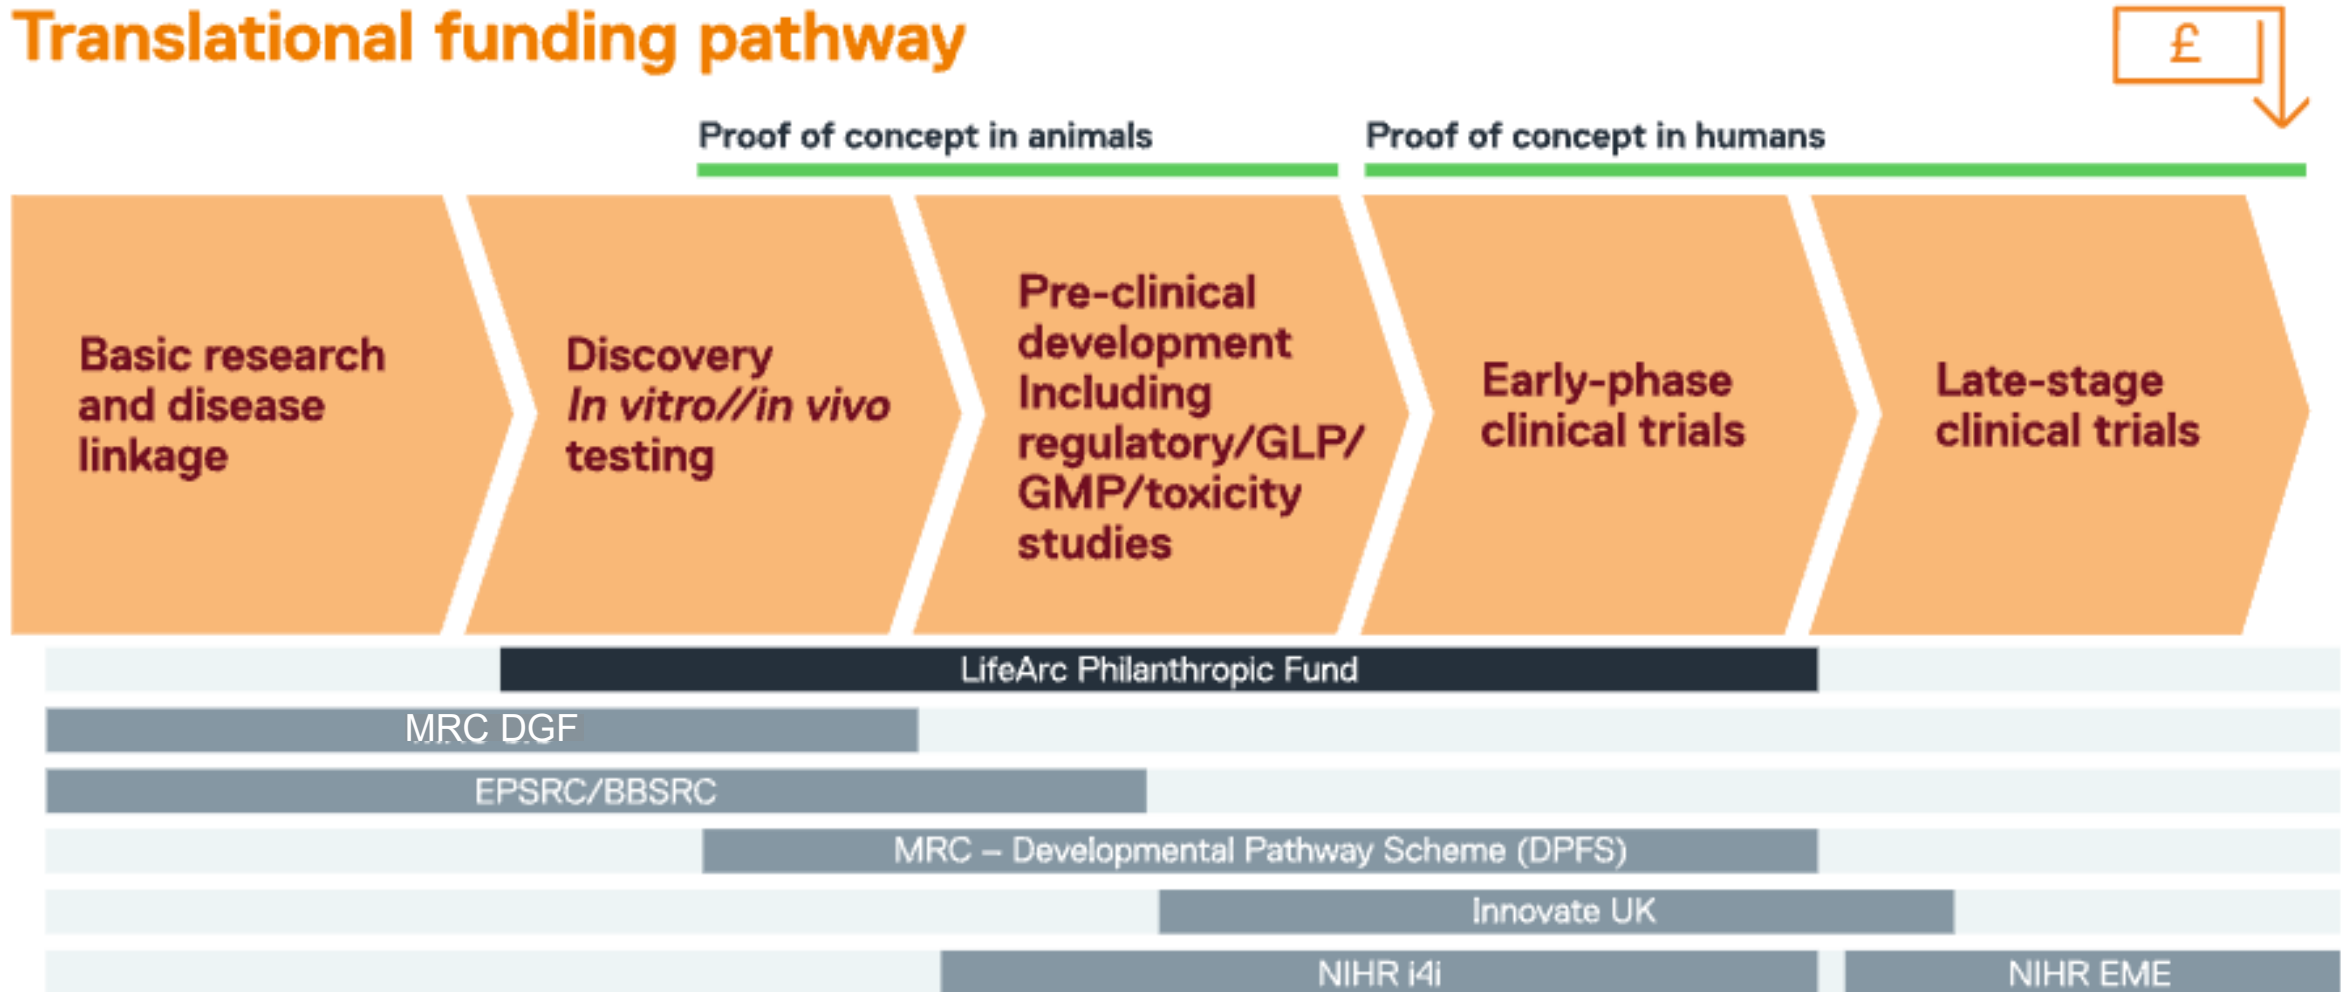 Translational funding pathway
£
Proof of concept in animals
Proof of concept in humans
Basic research
and disease
linkage
Discovery
In vitro//in vivo
testing
Pre-clinical
development
Including
regulatory/GLP/
GMP/toxicity
studies
Early-phase
clinical trials
Late-stage
clinical trials
LifeArc Philanthropic Fund
MRC DGF
EPSRC/BBSRC
MRC – Developmental Pathway Scheme (DPFS)
Innovate UK
NIHR i4i
NIHR EME